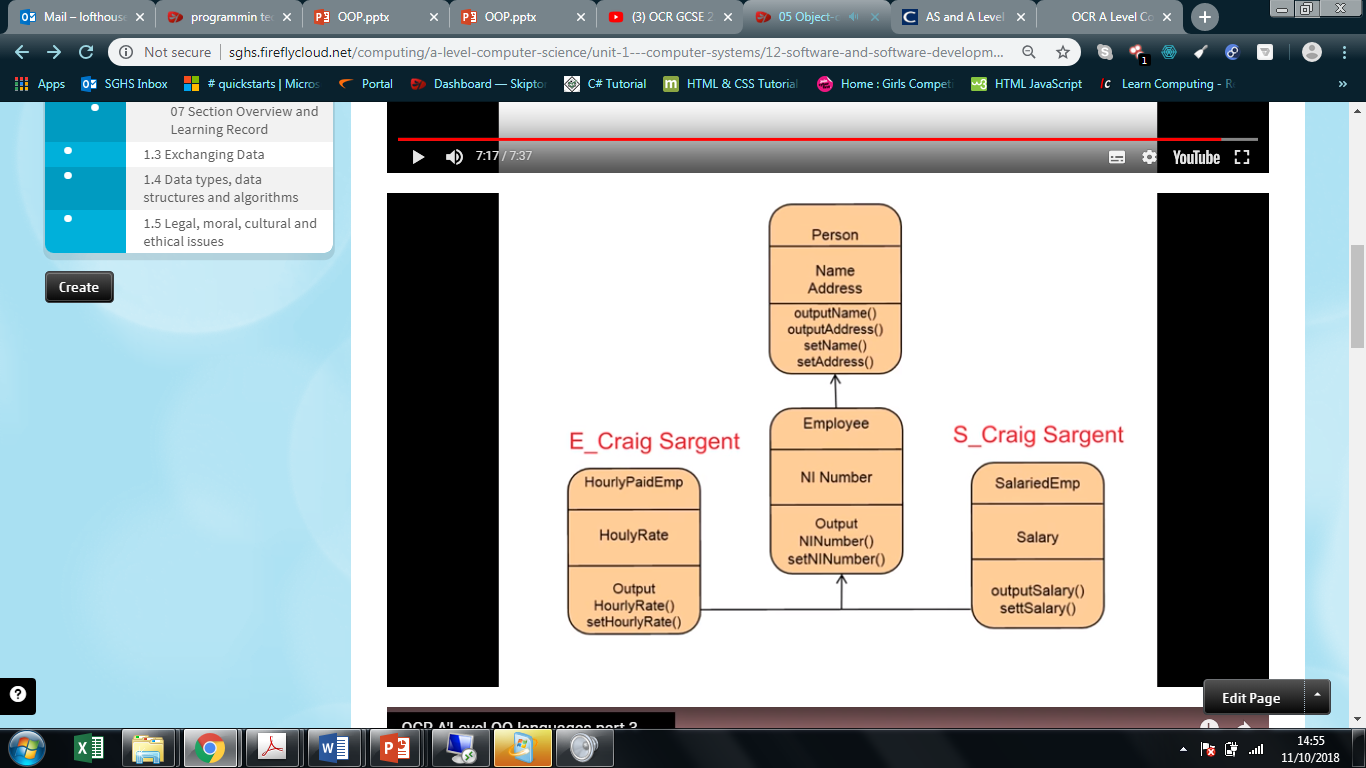 Mail – lofthouse
programmin tec
OOP.pptx
OOP.pptx
(3) OCR GCSE 2
05 Object-o
AS and A Level
OCR A Level Co
Not secure | sghs.fireflycloud.net/computing/a-level-computer-science/unit-1---computer-systems/12-software-and-software-developm...
1
Apps
SGHS Inbox
# quickstarts | Micros
Portal
Dashboard — Skipton
C# Tutorial
HTML & CSS Tutorial
Home : Girls Competi
HTML JavaScript
Learn Computing - R
»
07 Section Overview and
Learning Record
1.3 Exchanging Data
1.4 Data types, data
structures and algorithms
1.5 Legal, moral, cultural and
ethical issues
Create
7:17 / 7:37
YouTube
Person
Name
Address
outputName()
outputAddress()
setName()
setAddress()
E_Craig Sargent
HourlyPaidEmp
HoulyRate
Output
HourlyRate()
setHourlyRate()
Employee
NI Number
Output
NINumber()
setNINumber()
S_Craig Sargent
SalariedEmp
Salary
outputSalary()
settSalary()
?
Edit Page
OCR A'Level OO languages part 3
14:55
11/10/2018